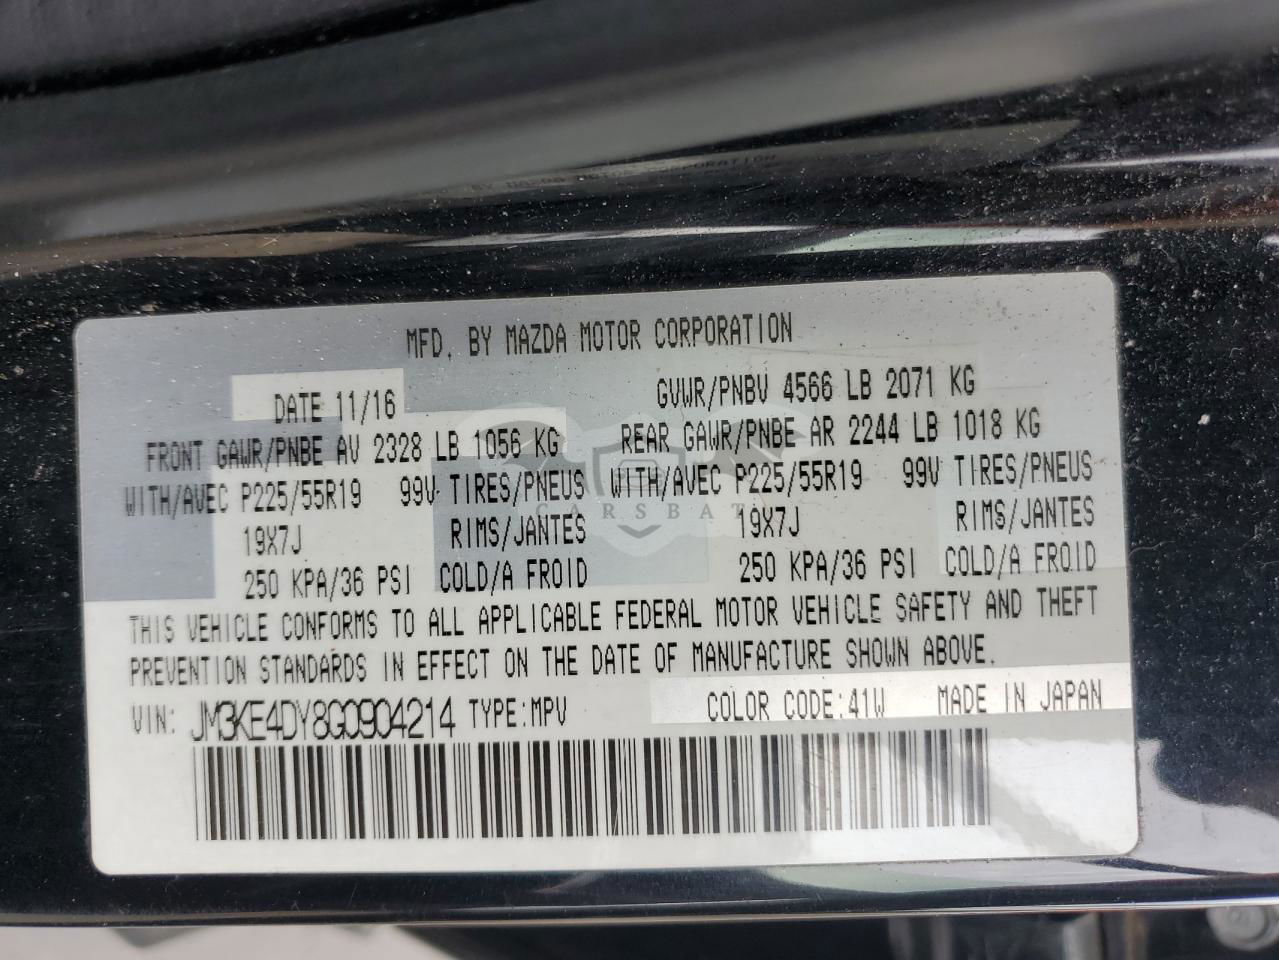 MFD. BY MAZDA MOTOR CORPORATION
DATE 11/16 GVWR/PNBV 4566 LB 2071 KG
FRONT GAWR/PNBE AV 2328 LB 1056 KG REAR GAWR/PNBE AR 2244 LB 1018 KG
WITH/AVEC P225/55R19 99V TIRES/PNEUS WITH/AVEC P225/55R19 99V TIRES/PNEUS
19X7J RIMS/JANTES 19X7J RIMS/JANTES
250 KPA/36 PSI COLD/A FROID 250 KPA/36 PSI COLD/A FROID
THIS VEHICLE CONFORMS TO ALL APPLICABLE FEDERAL MOTOR VEHICLE SAFETY AND THEFT
PREVENTION STANDARDS IN EFFECT ON THE DATE OF MANUFACTURE SHOWN ABOVE.
VIN: JM3KE4DY8G0904214 TYPE:MPV COLOR CODE:41W MADE IN JAPAN